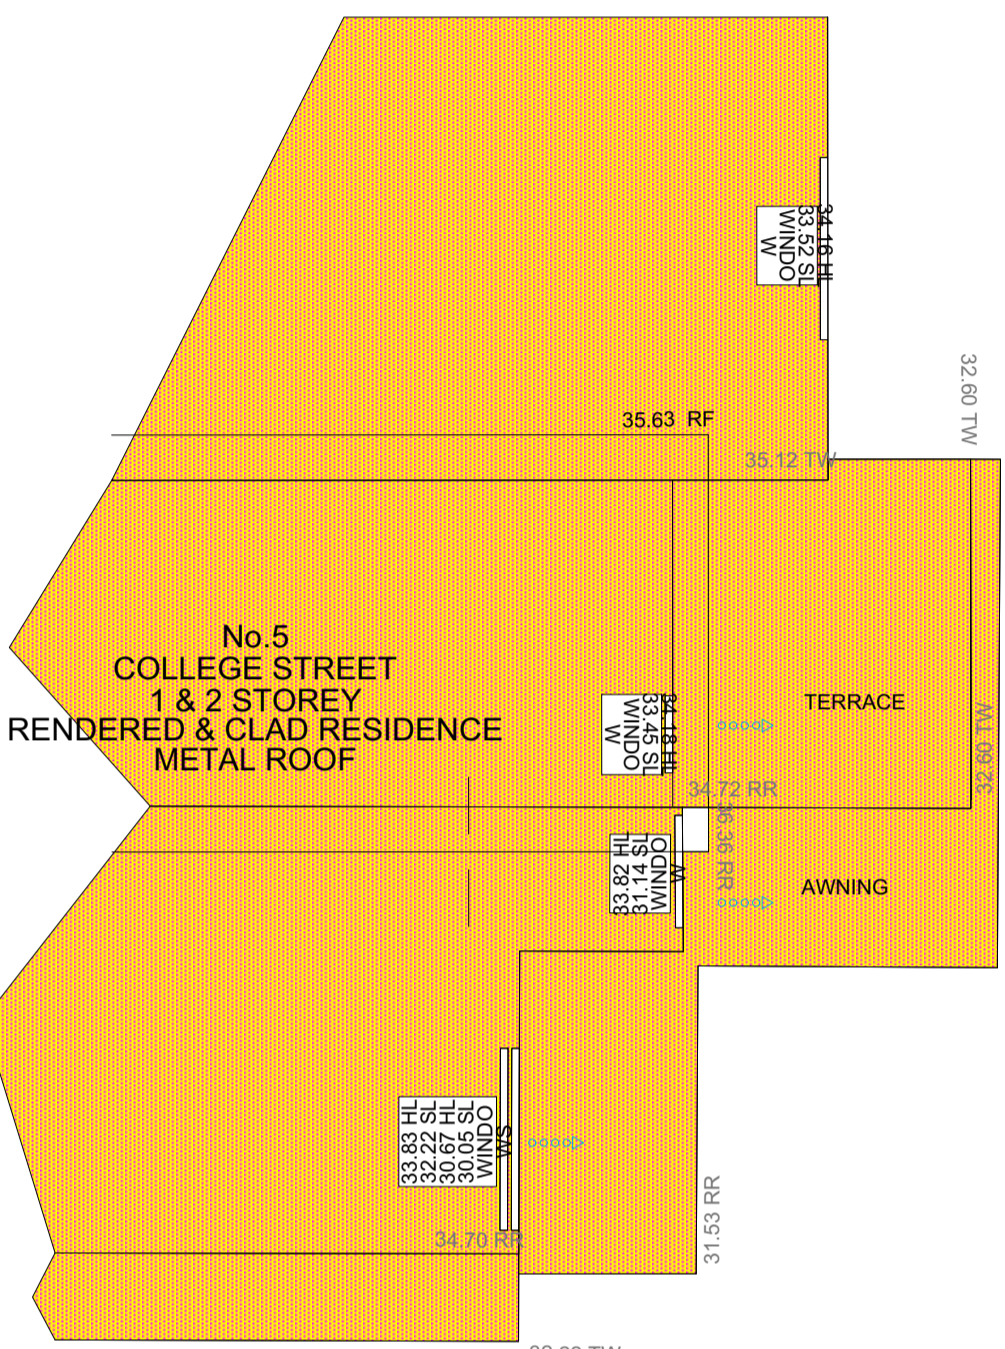 34.16 HL
33.52 SL
WINDO
W
32.60 TW
35.63 RF
35.12 TW
No.5
COLLEGE STREET
1 & 2 STOREY
RENDERED & CLAD RESIDENCE
METAL ROOF
34.18 HL
33.45 SL
WINDO
W
TERRACE
32.60 TW
34.72 RR
36.36 RR
33.82 HL
31.14 SL
WINDO
W
AWNING
33.83 HL
32.22 SL
30.67 HL
30.05 SL
WINDO
WS
31.53 RR
34.70 RR